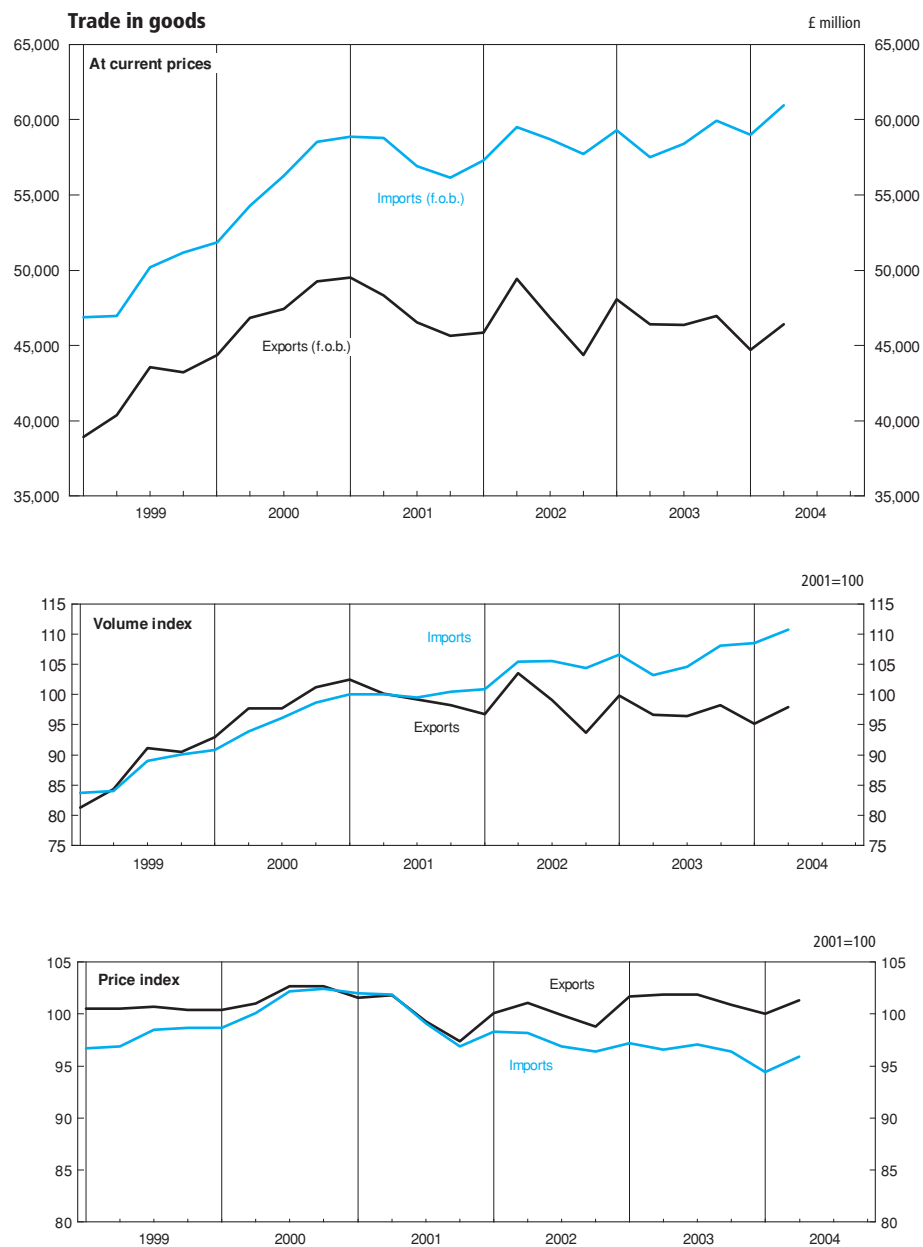 Trade in goods £ million
65,000 65,000
At current prices
60,000 60,000
55,000 55,000
Imports (f.o.b.)
50,000 50,000
45,000 45,000
Exports (f.o.b.)
40,000 40,000
35,000 35,000
1999 2000 2001 2002 2003 2004
2001=100
115 115
Volume index
110 110
Imports
105 105
100 100
95 95
Exports
90 90
85 85
80 80
75 75
1999 2000 2001 2002 2003 2004
2001=100
105 105
Price index
Exports
100 100
95 95
Imports
90 90
85 85
80 80
1999 2000 2001 2002 2003 2004